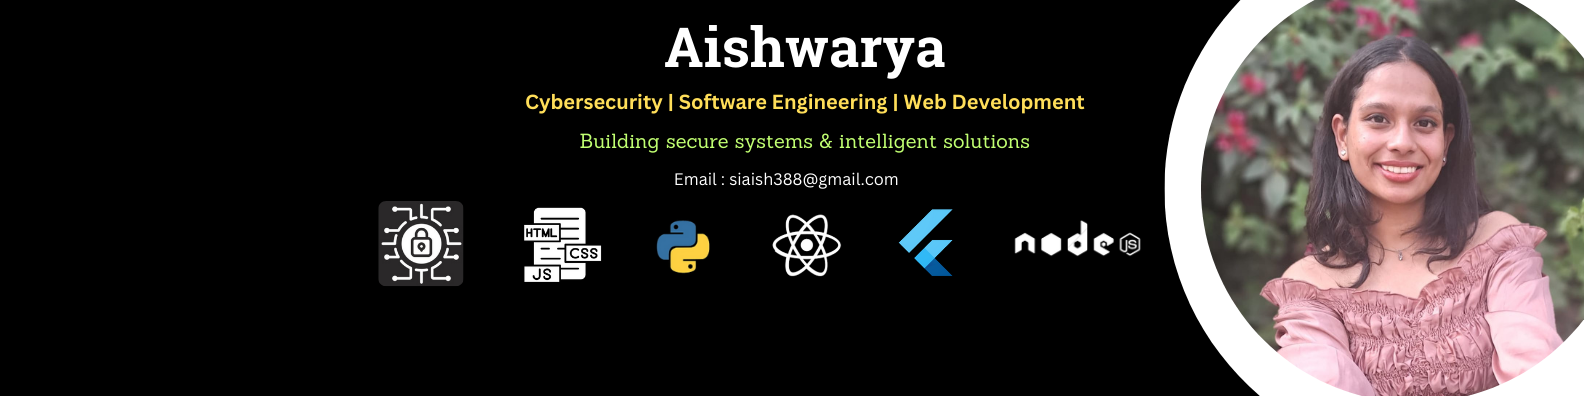 Aishwarya
Cybersecurity | Software Engineering | Web Development
Building secure systems & intelligent solutions
Email : siaish388@gmail.com
HTML
CSS
JS
node
JS